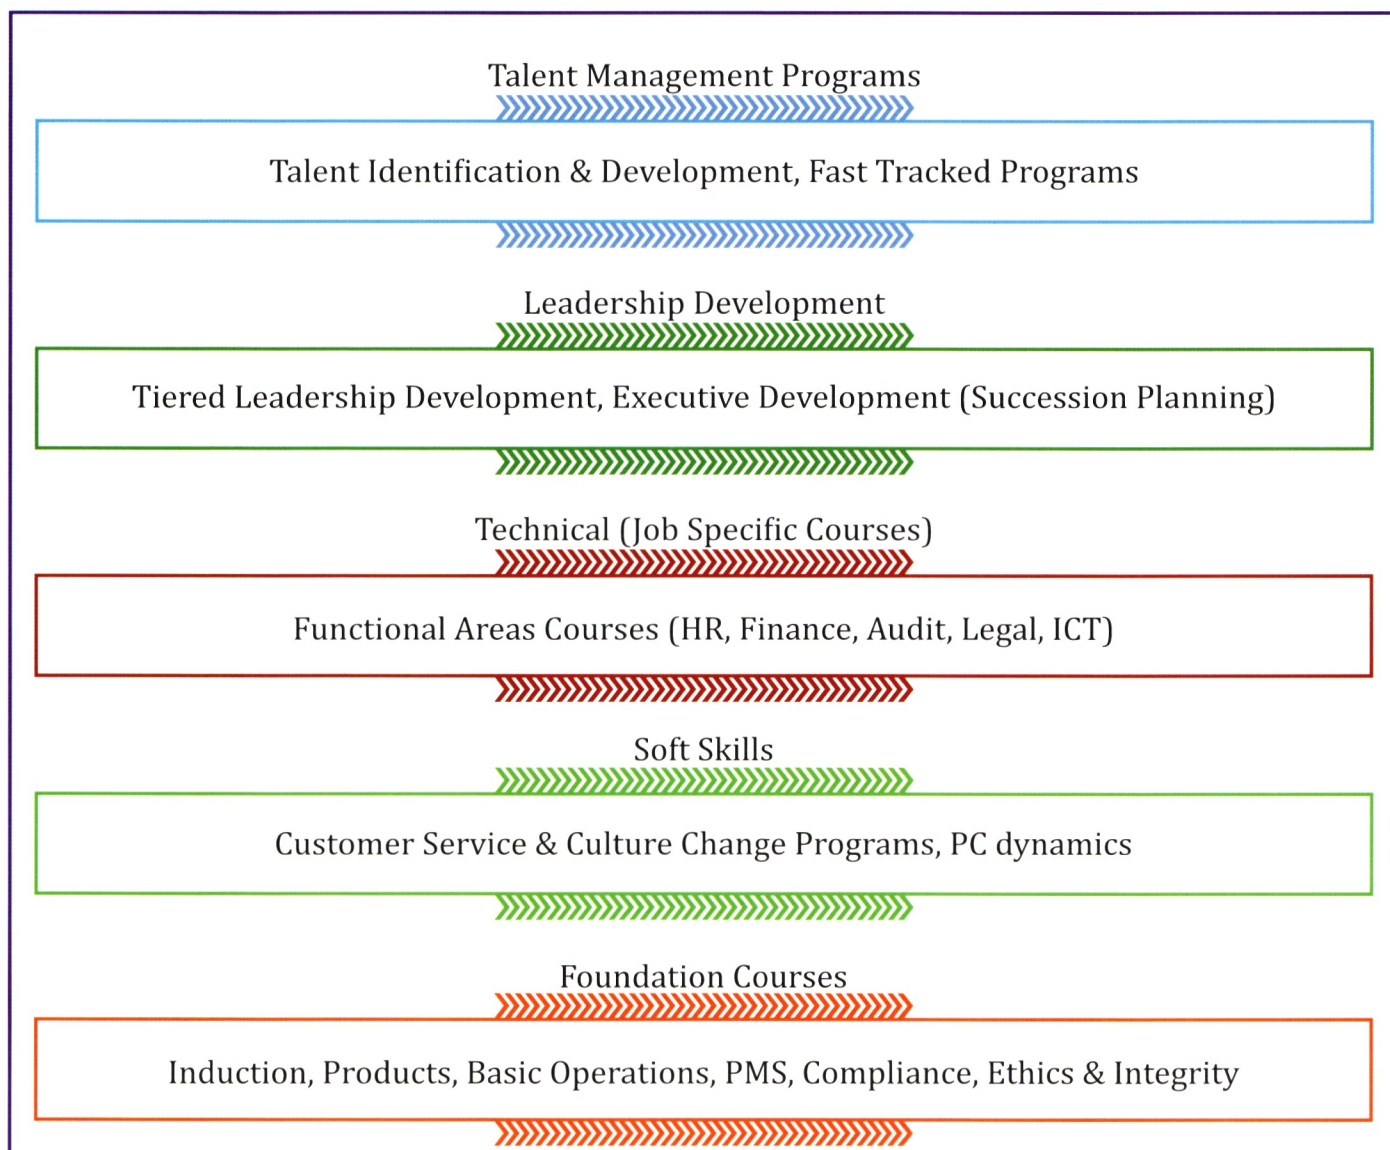 Talent Management Programs
Talent Identification & Development, Fast Tracked Programs
Leadership Development
Tiered Leadership Development, Executive Development (Succession Planning)
Technical (Job Specific Courses)
Functional Areas Courses (HR, Finance, Audit, Legal, ICT)
Soft Skills
Customer Service & Culture Change Programs, PC dynamics
Foundation Courses
Induction, Products, Basic Operations, PMS, Compliance, Ethics & Integrity